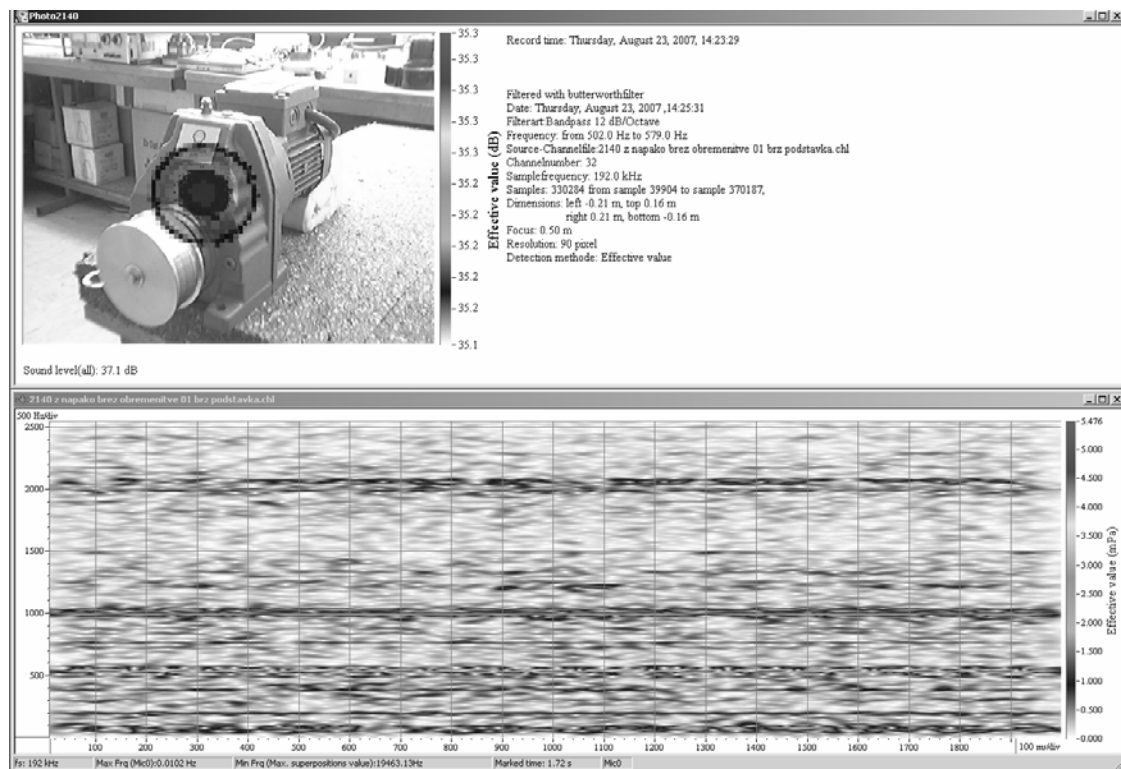 Photo2140
35.3
35.3
35.2
35.2
35.2
35.2
35.2
35.2
35.2
35.1
Effective value (dB)
Record time: Thursday, August 23, 2007, 14:23:29
Filtered with butterworthfilter
Date: Thursday, August 23, 2007 ,14:25:31
Filterart:Bandpass 12 dB/Octave
Frequency: from 502.0 Hz to 579.0 Hz
Source-Channelfile:2140 z napako brez obremenitve 01 brz podstavka.chl
Channelnumber: 32
Samplefrequency: 192.0 kHz
Samples: 330284 from sample 39904 to sample 370187,
Dimensions: left -0.21 m, top 0.16 m
right 0.21 m, bottom -0.16 m
Focus: 0.50 m
Resolution: 90 pixel
Detection methode: Effective value
Sound level(all): 37.1 dB
2140 z napako brez obremenitve 01 brz podstavka.chl
500 Hz/div
2500
2000
1500
1000
500
5.476
5.000
4.500
4.000
3.500
3.000
2.500
2.000
1.500
1.000
0.500
0.000
Effective value (mPa)
100 200 300 400 500 600 700 800 900 1000 1100 1200 1300 1400 1500 1600 1700 1800 100 ms/div
fs: 192 kHz Max Frq (Mic0):0.0102 Hz Min Frq (Max. superpositions value):19463.13Hz Marked time: 1.72 s Mic0